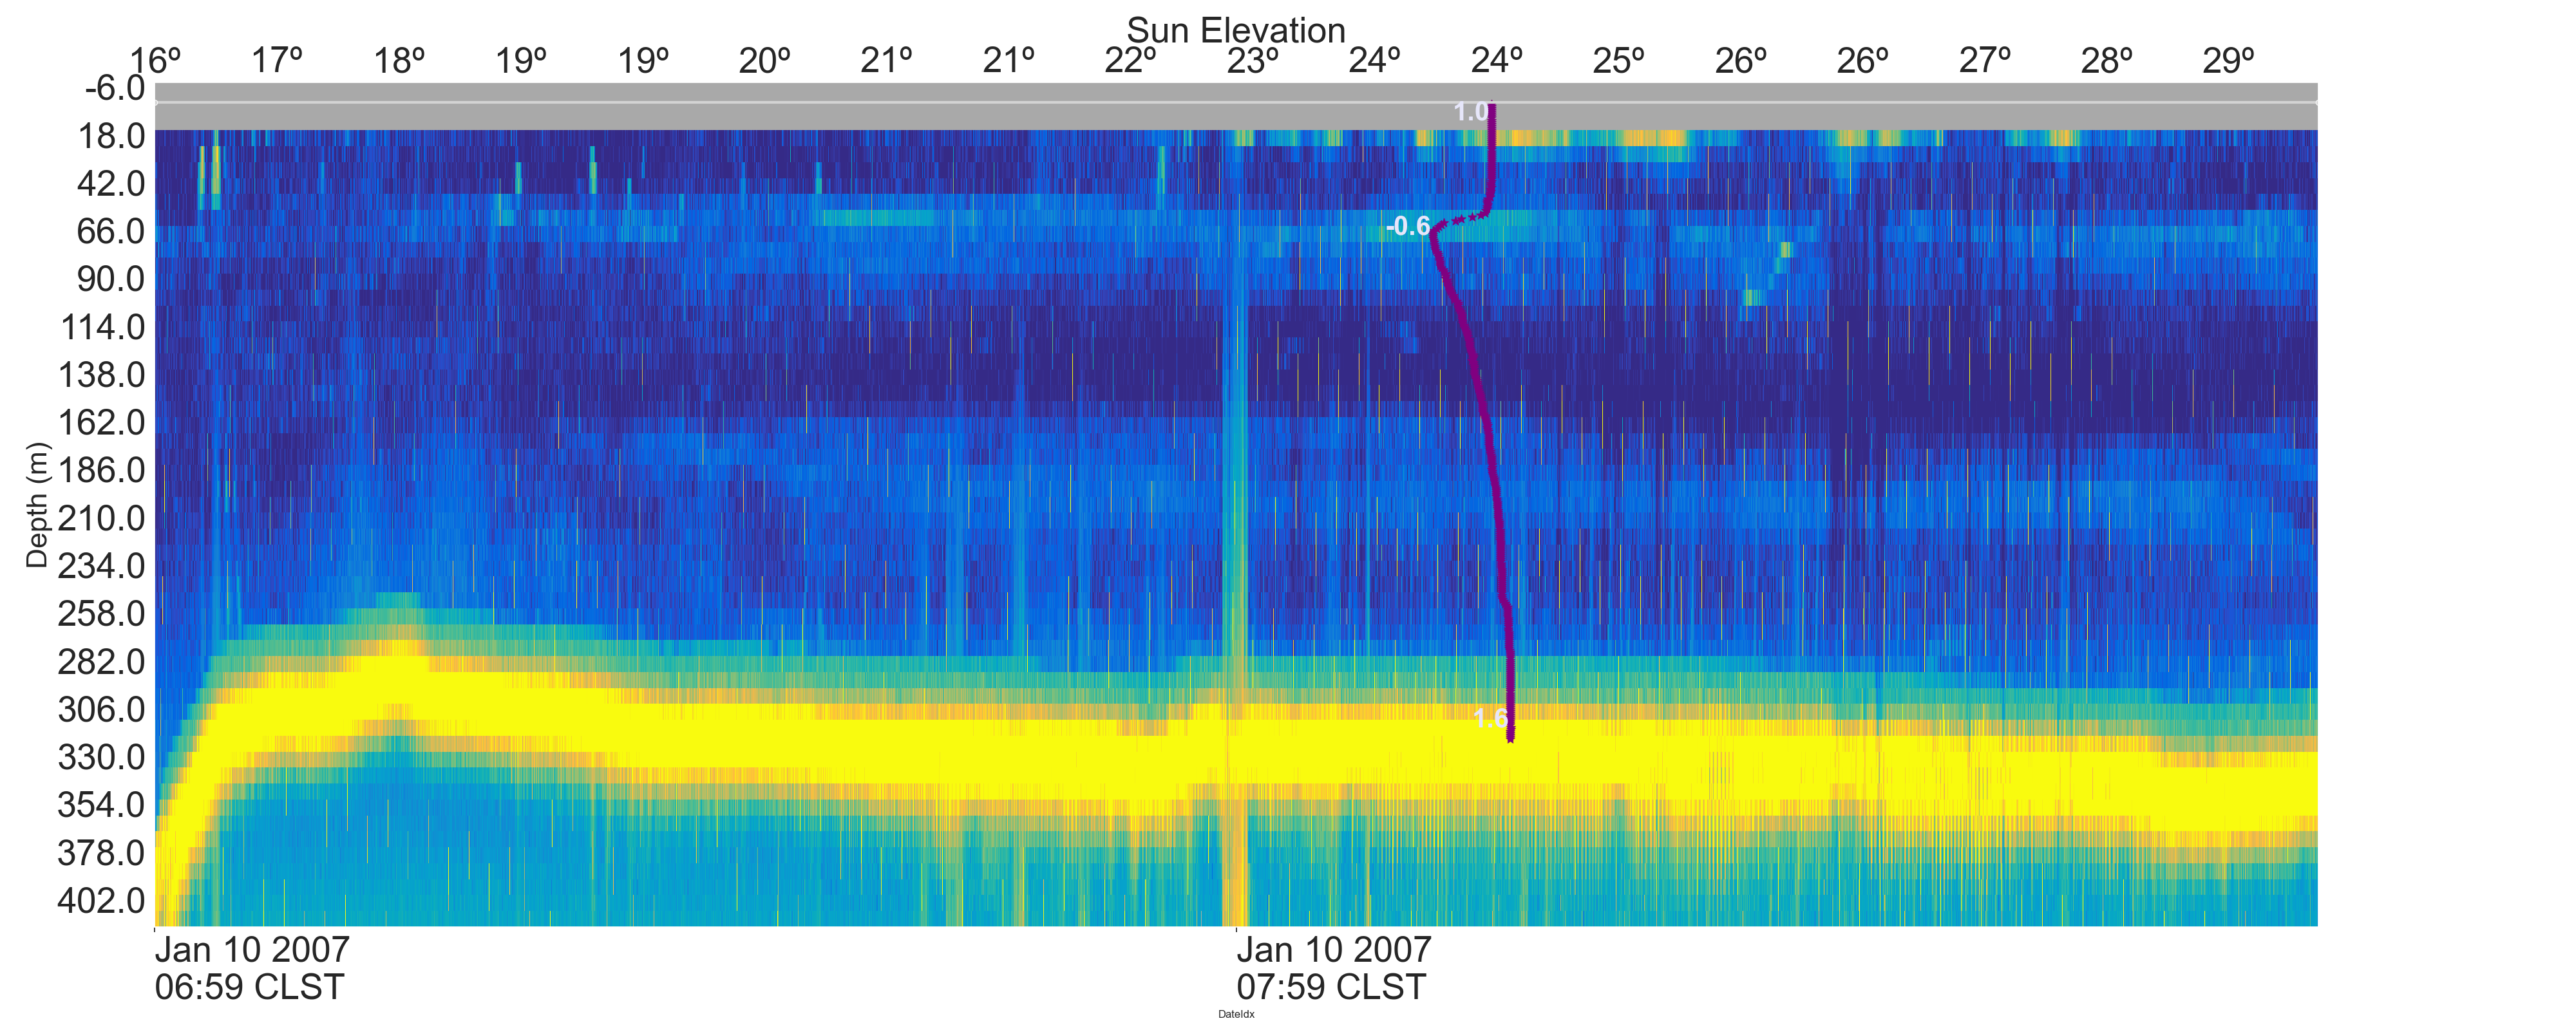 Sun Elevation
16º 17º 18º 19º 19º 20º 21º 21º 22º 23º 24º 24º 25º 26º 26º 27º 28º 29º
-6.0
18.0
42.0
66.0
90.0
114.0
138.0
162.0
186.0
210.0
234.0
258.0
282.0
306.0
330.0
354.0
378.0
402.0
Depth (m)
1.0
-0.6
1.6
Jan 10 2007
06:59 CLST
Jan 10 2007
07:59 CLST
DateIdx